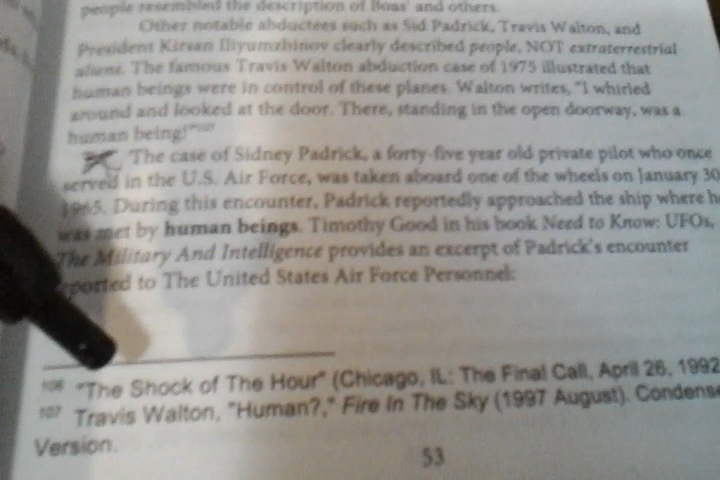 people resembled the description of Boas' and others.
Other notable abductees such as Sid Padrick, Travis Walton, and
President Kirsan Iliyumzhinov clearly described people, NOT extraterrestrial
aliens. The famous Travis Walton abduction case of 1975 illustrated that
human beings were in control of these planes. Walton writes, "I whirled
around and looked at the door. There, standing in the open doorway, was a
human being!"107
The case of Sidney Padrick, a forty-five year old private pilot who once
served in the U.S. Air Force, was taken aboard one of the wheels on January 30
1965. During this encounter, Padrick reportedly approached the ship where h
was met by human beings. Timothy Good in his book Need to Know: UFOs,
The Military And Intelligence provides an excerpt of Padrick's encounter
reported to The United States Air Force Personnel:
106 "The Shock of The Hour" (Chicago, IL: The Final Call, April 26, 1992
107 Travis Walton, "Human?," Fire In The Sky (1997 August). Condense
Version.
53